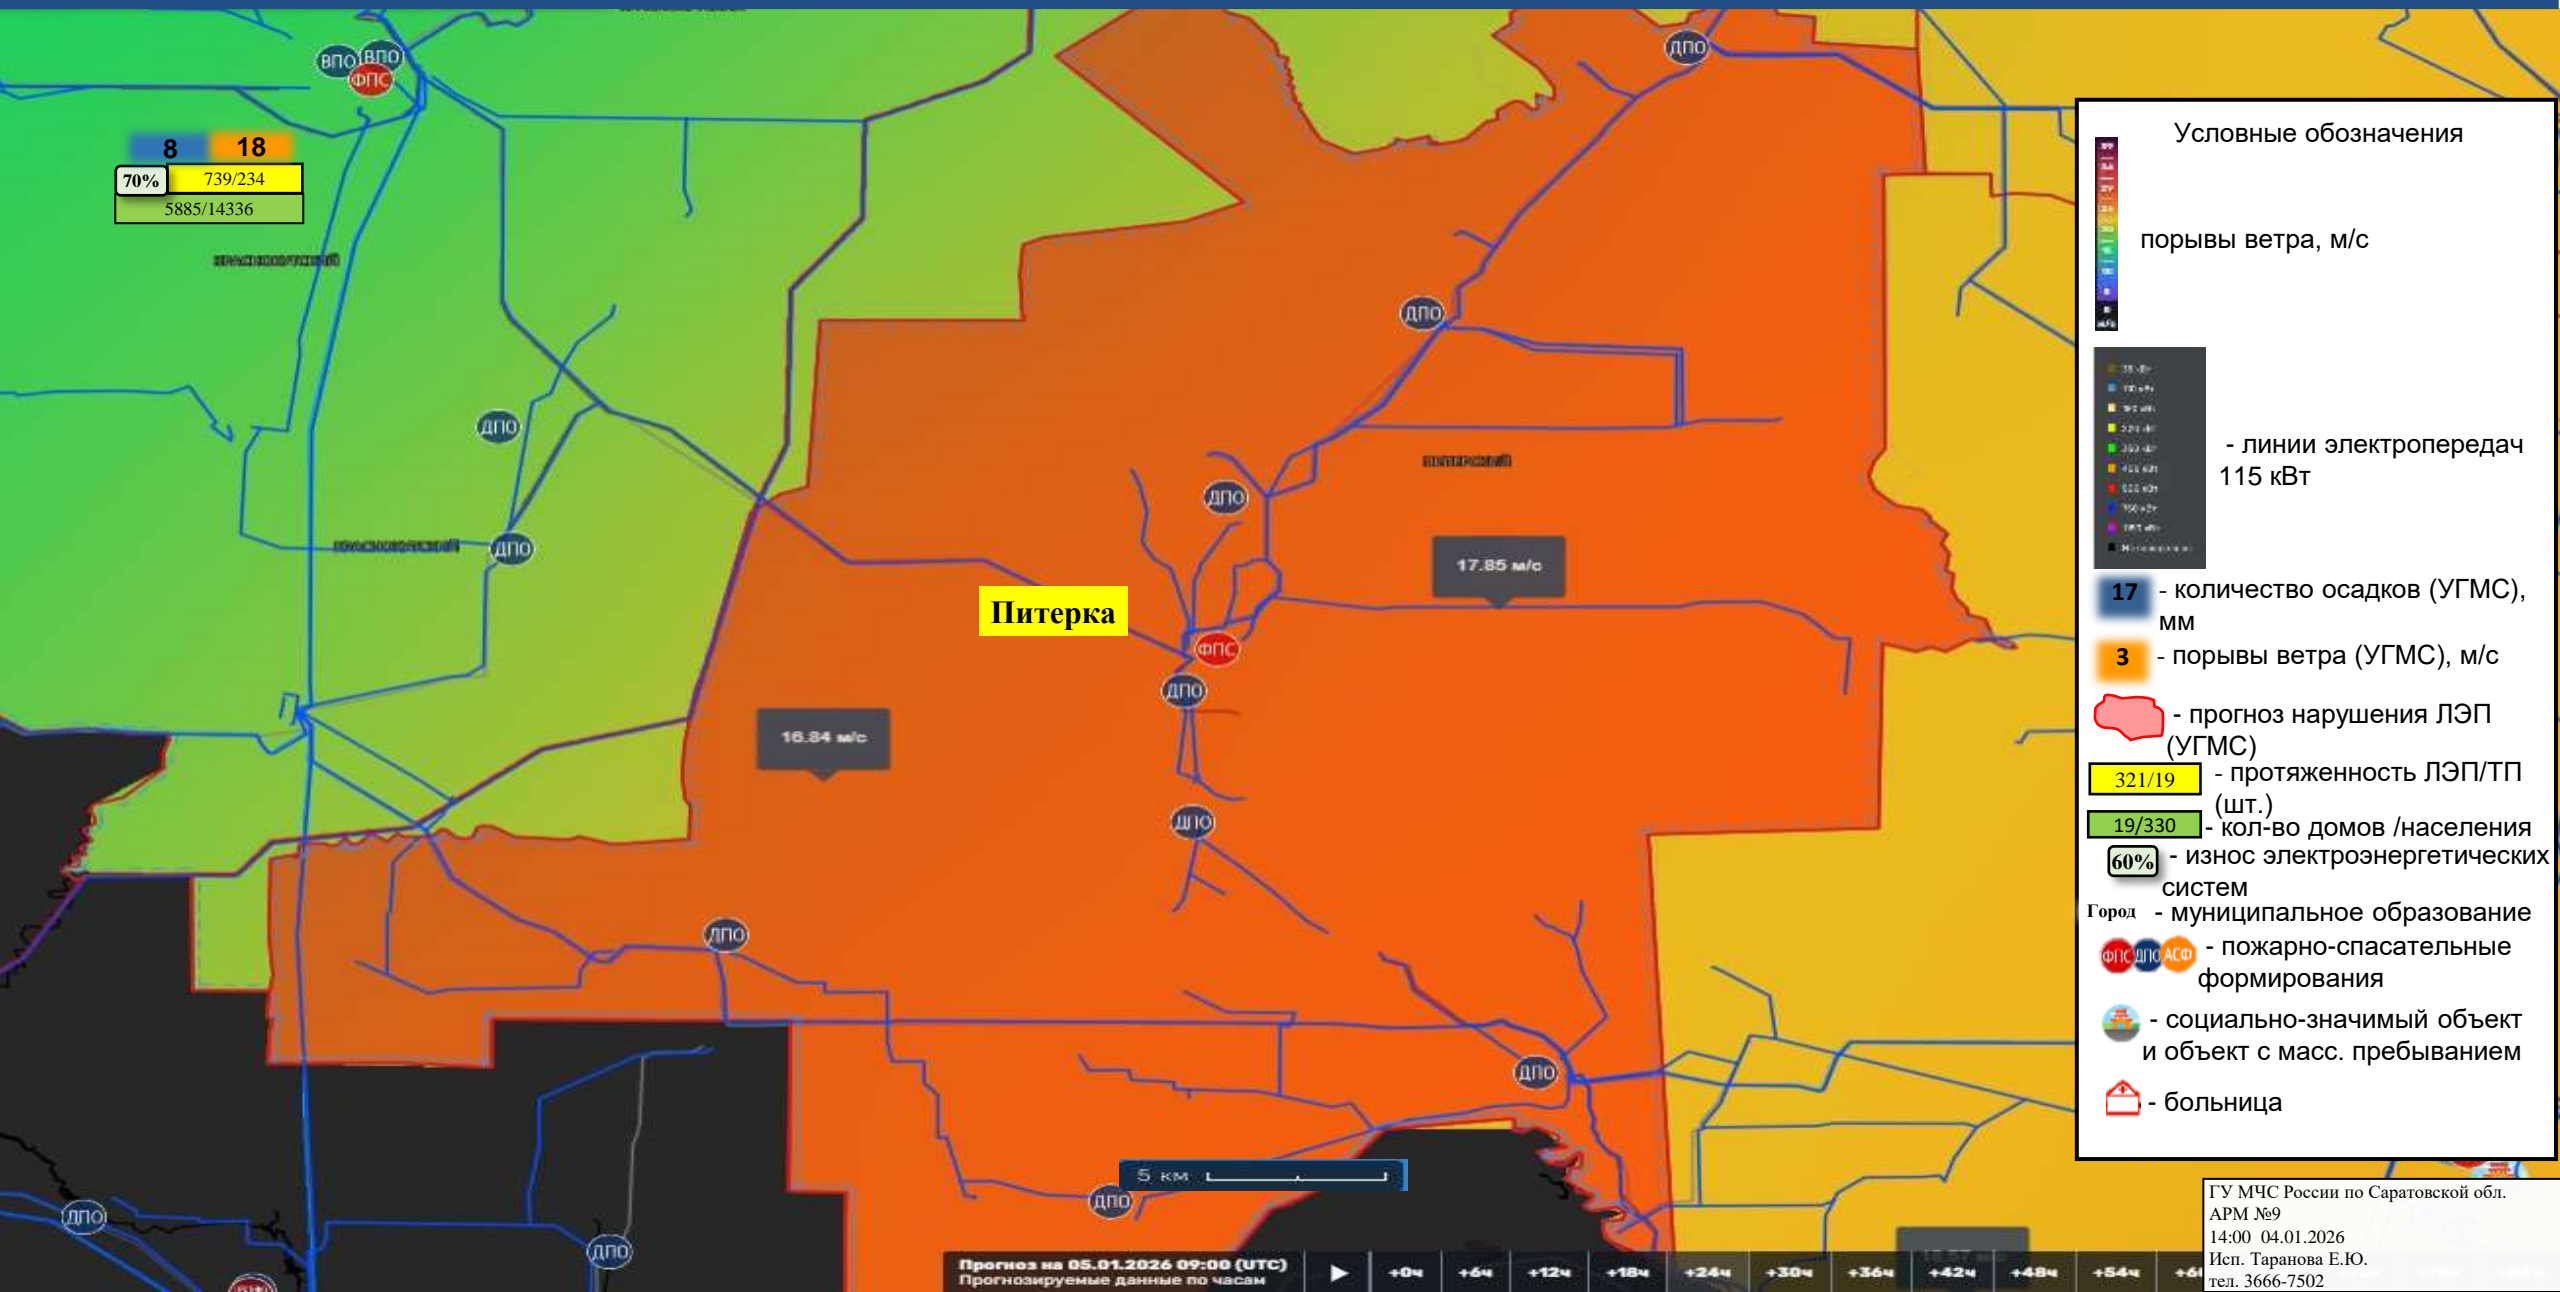 ВПО
ВПО
ФПС
ДПО
8
18
70%
739/234
5885/14336
КРАСНОКУТСКИЙ
ДПО
ДПО
ДПО
КРАСНОКУТСКИЙ
ДПО
ПИТЕРСКИЙ
ДПО
17.85 м/с
Питерка
ФПС
ДПО
16.84 м/с
ДПО
ДПО
ДПО
5 км
ДПО
ДПО
ДПО
Прогноз на 05.01.2026 09:00 (UTC)
Прогнозируемые данные по часам
+0ч
+6ч
+12ч
+18ч
+24ч
+30ч
+36ч
+42ч
+48ч
+54ч
Условные обозначения
порывы ветра, м/с
- линии электропередач
115 кВт
17 - количество осадков (УГМС),
мм
3 - порывы ветра (УГМС), м/с
- прогноз нарушения ЛЭП
(УГМС)
321/19 - протяженность ЛЭП/ТП
(шт.)
19/330 - кол-во домов /населения
60% - износ электроэнергетических
систем
Город - муниципальное образование
ФПС ДПО АСФ - пожарно-спасательные
формирования
- социально-значимый объект
и объект с масс. пребыванием
- больница
ГУ МЧС России по Саратовской обл.
АРМ №9
14:00 04.01.2026
Исп. Таранова Е.Ю.
тел. 3666-7502